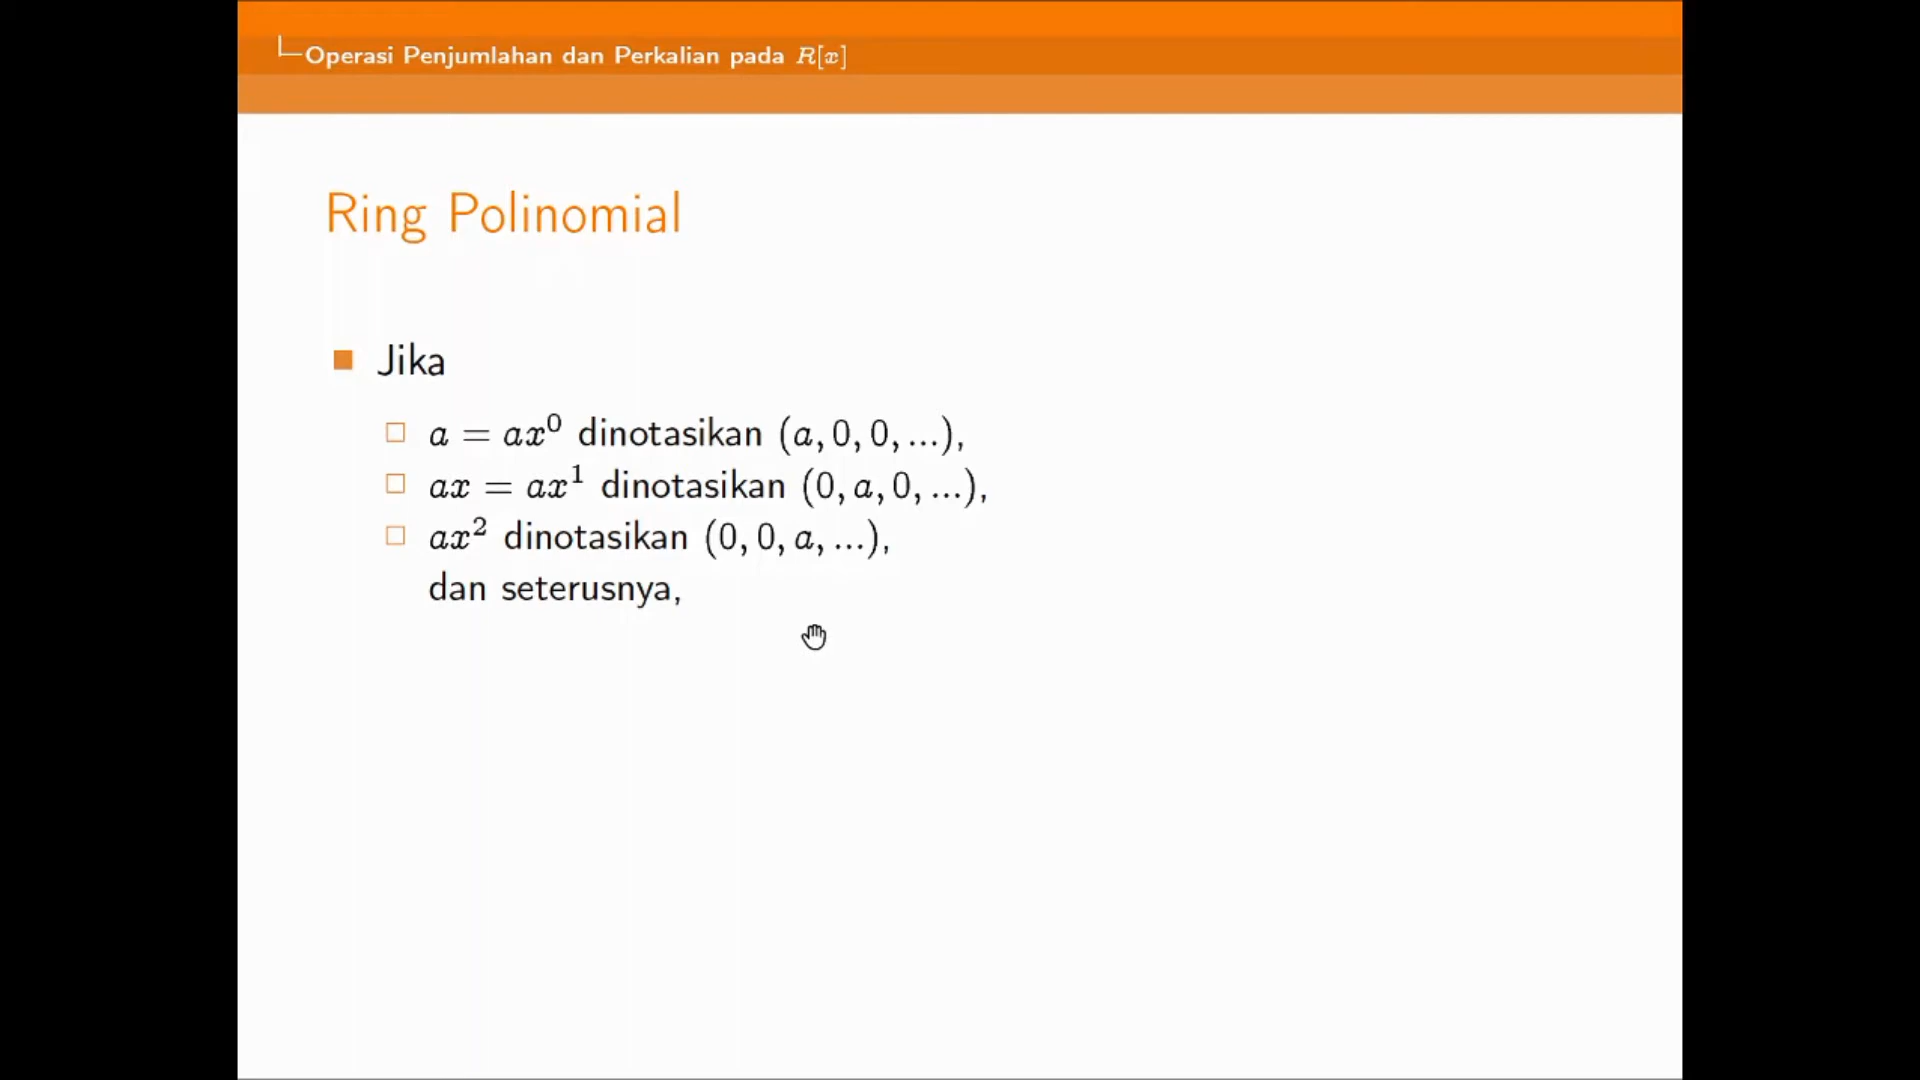 Operasi Penjumlahan dan Perkalian pada R[x]
Ring Polinomial
Jika
a = ax⁰ dinotasikan (a, 0, 0, ...),
ax = ax¹ dinotasikan (0, a, 0, ...),
ax² dinotasikan (0, 0, a, ...),
dan seterusnya,